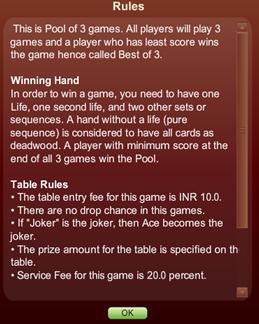 Rules
This is Pool of 3 games. All players will play 3
games and a player who has least score wins
the game hence called Best of 3.
Winning Hand
In order to win a game, you need to have one
Life, one second life, and two other sets or
sequences. A hand without a life (pure
sequence) is considered to have all cards as
deadwood. A player with minimum score at the
end of all 3 games win the Pool.
Table Rules
• The table entry fee for this game is INR 10.0.
• There are no drop chance in this games.
• If "Joker" is the joker, then Ace becomes the
joker.
• The prize amount for the table is specified on th
table.
• Service Fee for this game is 20.0 percent.
OK